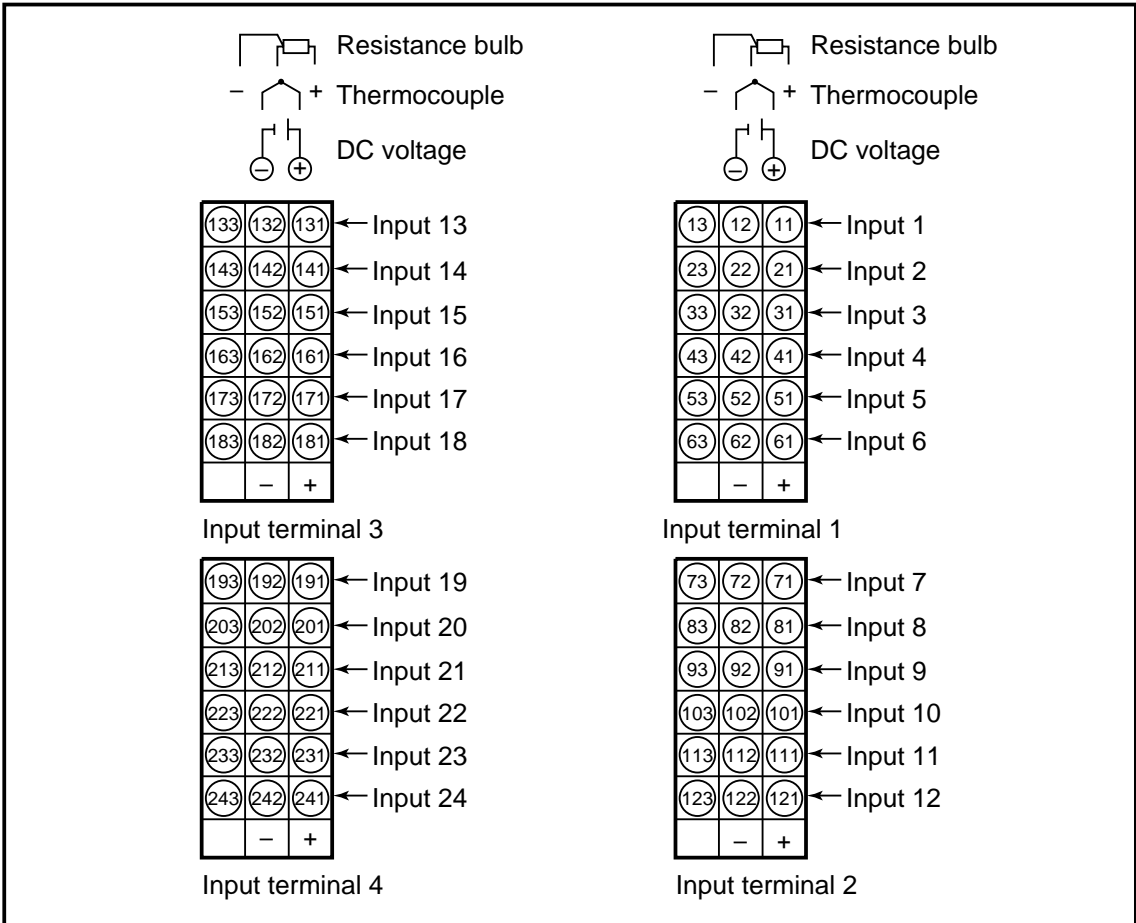 Resistance bulb
– + Thermocouple
DC voltage
– +
133 132 131 Input 13
143 142 141 Input 14
153 152 151 Input 15
163 162 161 Input 16
173 172 171 Input 17
183 182 181 Input 18
– +
Input terminal 3
193 192 191 Input 19
203 202 201 Input 20
213 212 211 Input 21
223 222 221 Input 22
233 232 231 Input 23
243 242 241 Input 24
– +
Input terminal 4
Resistance bulb
– + Thermocouple
DC voltage
– +
13 12 11 Input 1
23 22 21 Input 2
33 32 31 Input 3
43 42 41 Input 4
53 52 51 Input 5
63 62 61 Input 6
– +
Input terminal 1
73 72 71 Input 7
83 82 81 Input 8
93 92 91 Input 9
103 102 101 Input 10
113 112 111 Input 11
123 122 121 Input 12
– +
Input terminal 2